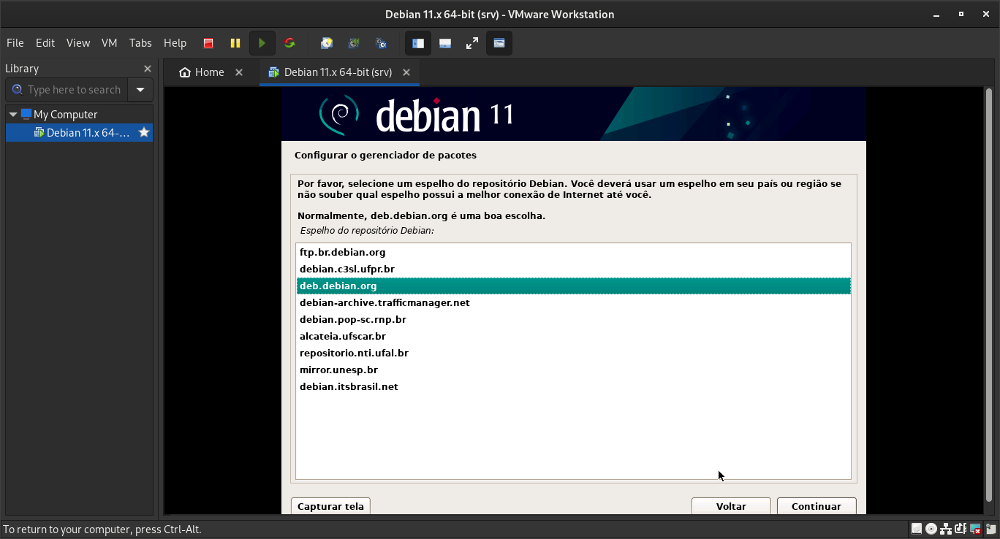 Debian 11.x 64-bit (srv) - VMware Workstation
File Edit View VM Tabs Help
Library
Home
Debian 11.x 64-bit (srv)
Type here to search
My Computer
Debian 11.x 64-...
debian 11
Configurar o gerenciador de pacotes
Por favor, selecione um espelho do repositório Debian. Você deverá usar um espelho em seu país ou região se
não souber qual espelho possui a melhor conexão de Internet até você.
Normalmente, deb.debian.org é uma boa escolha.
Espelho do repositório Debian:
ftp.br.debian.org
debian.c3sl.ufpr.br
deb.debian.org
debian-archive.trafficmanager.net
debian.pop-sc.rnp.br
alcateia.ufscar.br
repositorio.nti.ufal.br
mirror.unesp.br
debian.itsbrasil.net
Capturar tela
Voltar
Continuar
To return to your computer, press Ctrl-Alt.